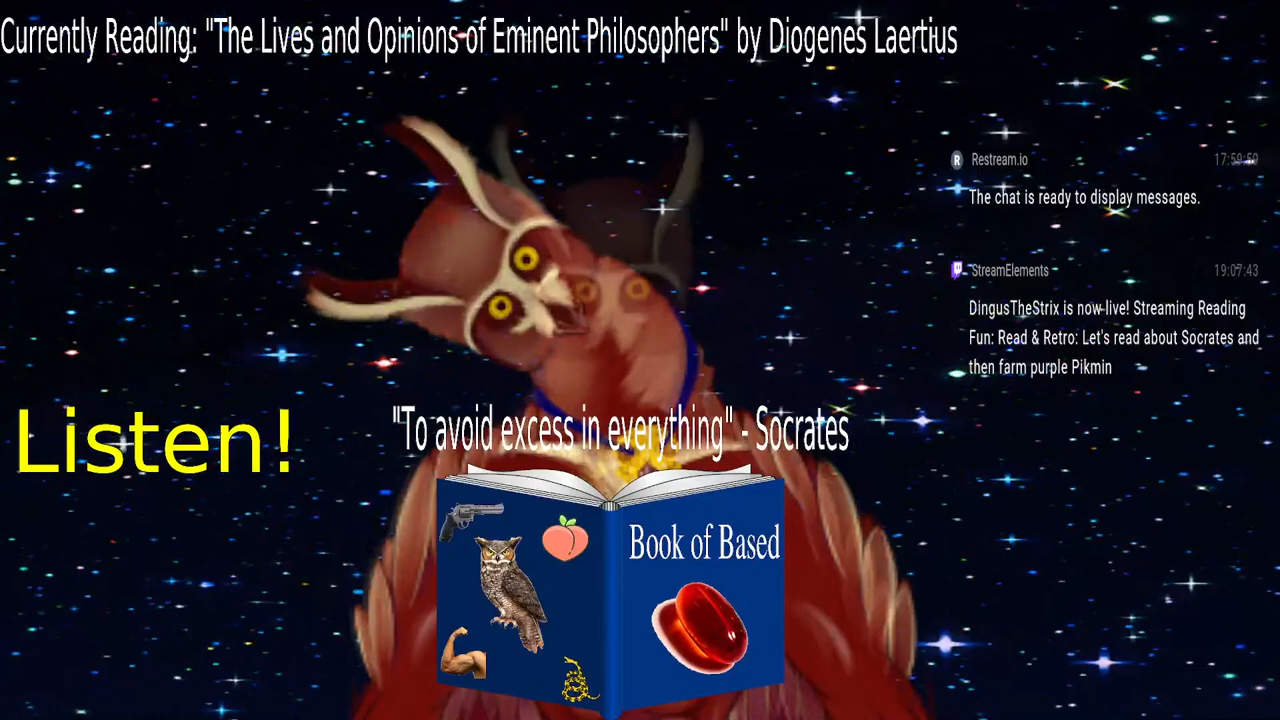 Currently Reading: "The Lives and Opinions of Eminent Philosophers" by Diogenes Laertius
R Restream.io 17:59:59
The chat is ready to display messages.
StreamElements 19:07:43
DingusTheStrix is now live! Streaming Reading
Fun: Read & Retro: Let's read about Socrates and
then farm purple Pikmin
Listen!
"To avoid excess in everything" - Socrates
Book of Based